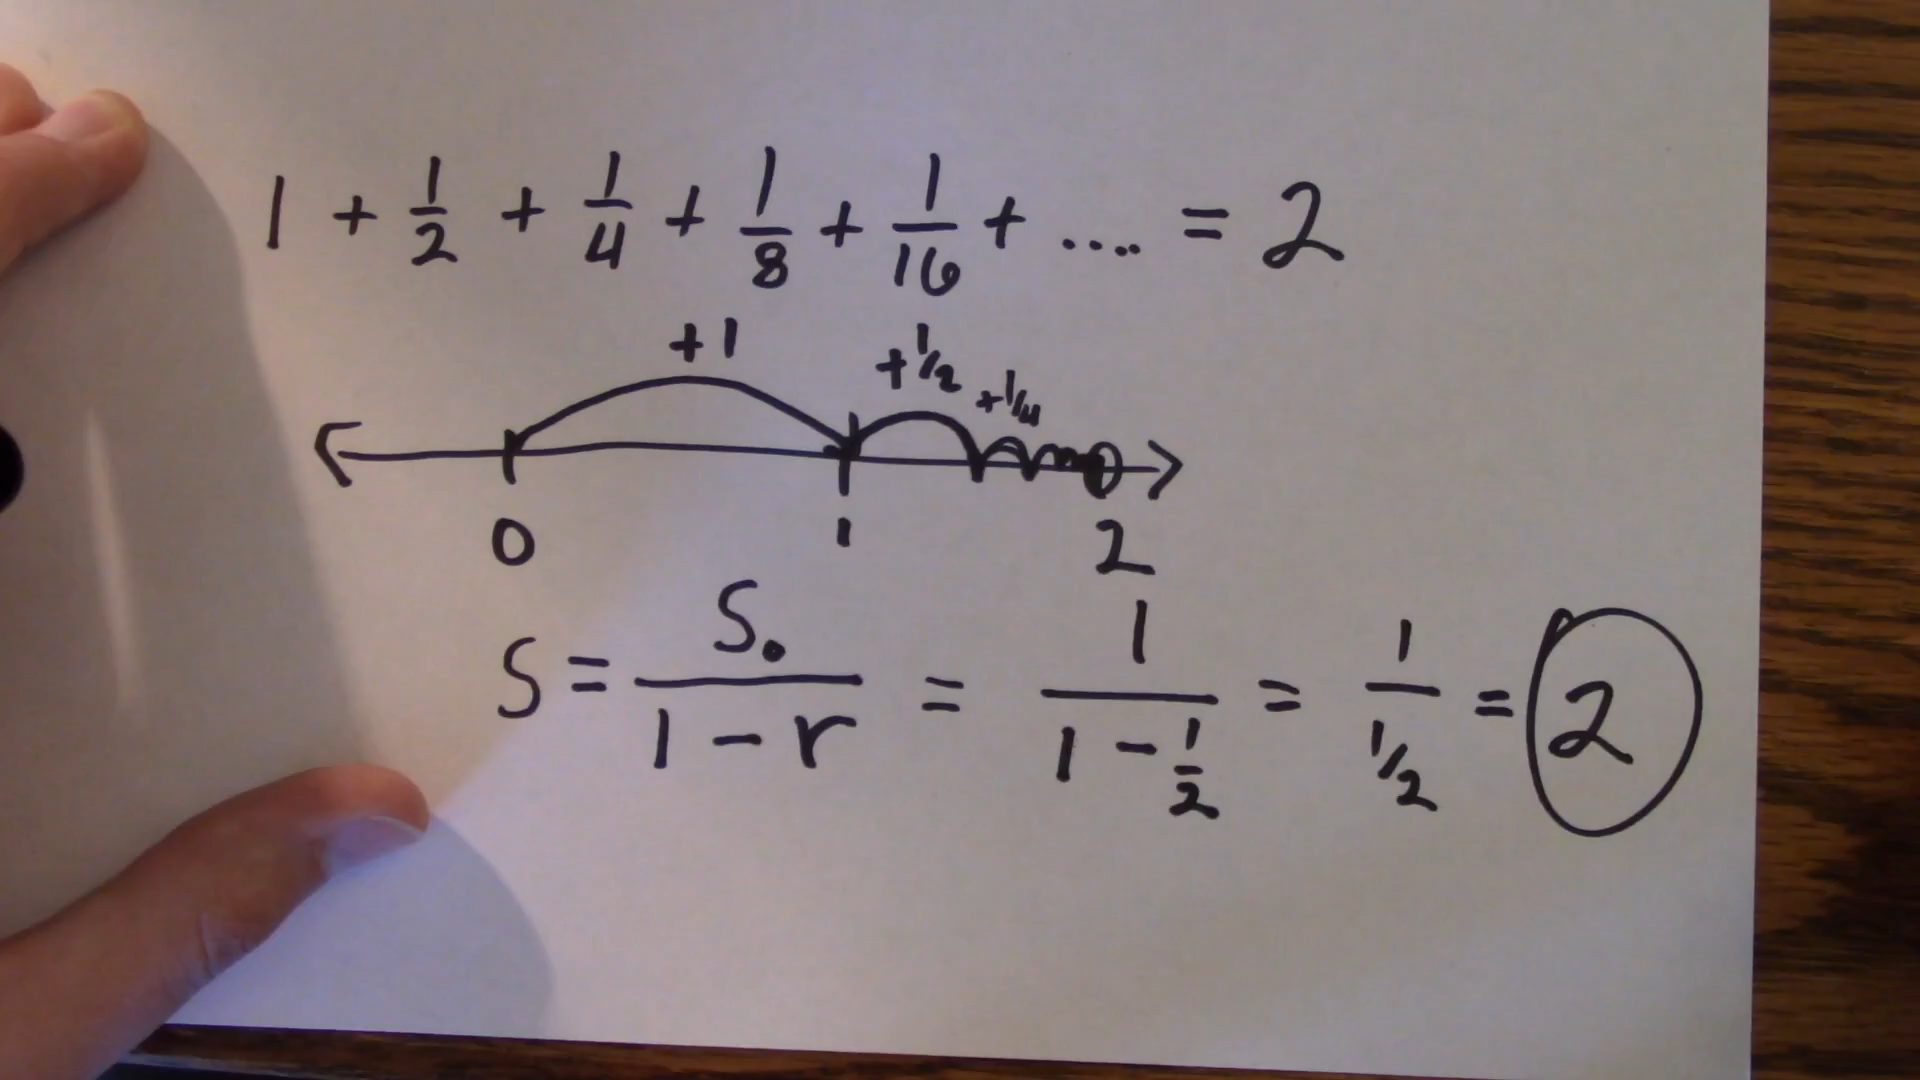 1 + 1/2 + 1/4 + 1/8 + 1/16 + .... = 2
+1 +1/2 +1/4
0 1 2
S = S₀/(1 - r) = 1/(1 - 1/2) = 1/(1/2) = 2